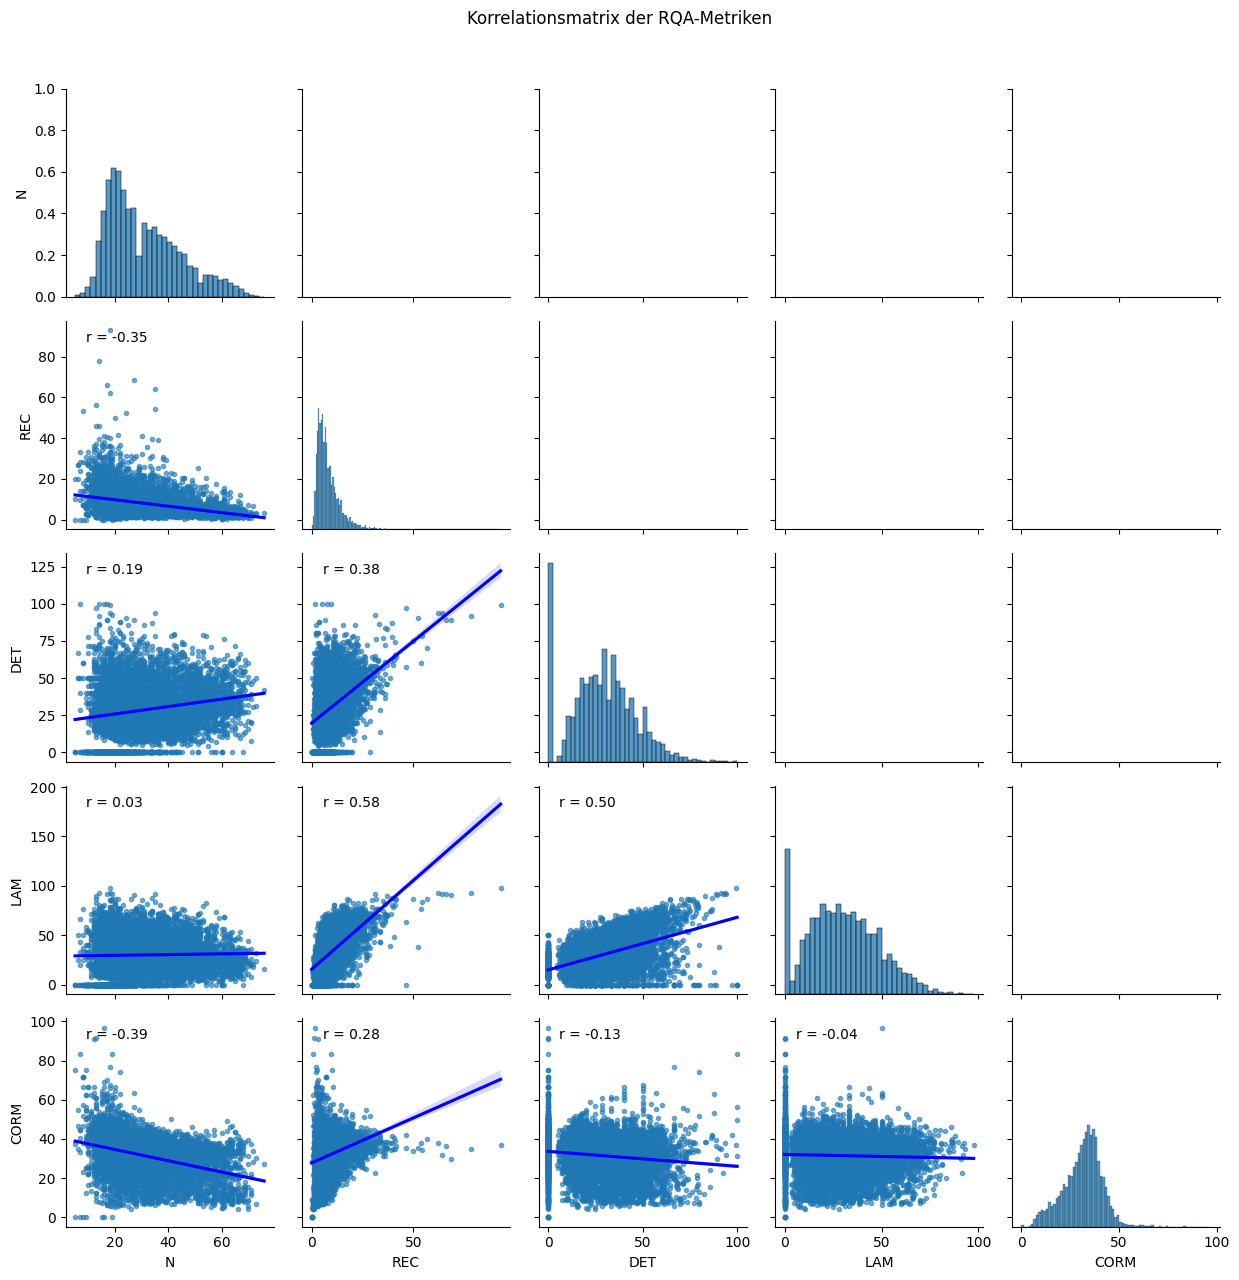 Korrelationsmatrix der RQA-Metriken
1.0
0.8
0.6
0.4
0.2
0.0
N
r = -0.35
80
60
40
20
0
REC
r = 0.19
r = 0.38
125
100
75
50
25
0
DET
r = 0.03
r = 0.58
r = 0.50
200
150
100
50
0
LAM
r = -0.39
r = 0.28
r = -0.13
r = -0.04
100
80
60
40
20
0
CORM
20 40 60 0 50 0 50 100 0 50 100 0 50 100
N REC DET LAM CORM